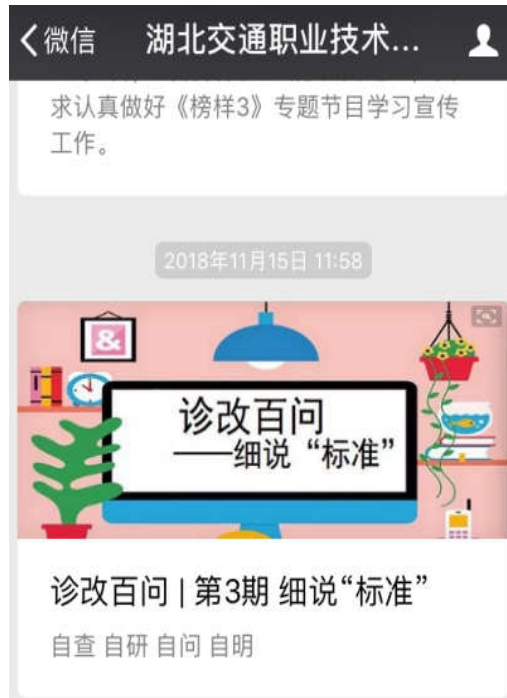 微信 湖北交通职业技术...
求认真做好《榜样3》专题节目学习宣传
工作。
2018年11月15日 11:58
&
诊改百问
——细说“标准”
诊改百问 | 第3期 细说“标准”
自查 自研 自问 自明